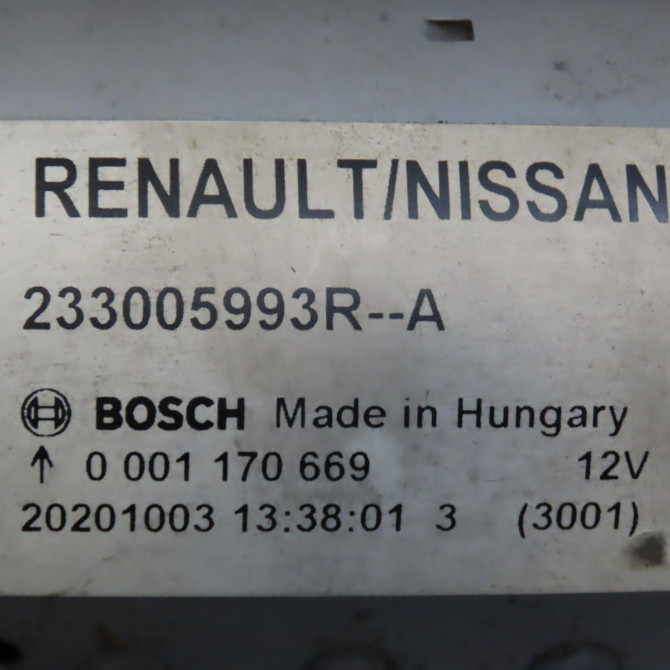 RENAULT/NISSAN
233005993R--A
BOSCH Made in Hungary
↑ 0 001 170 669 12V
20201003 13:38:01 3 (3001)